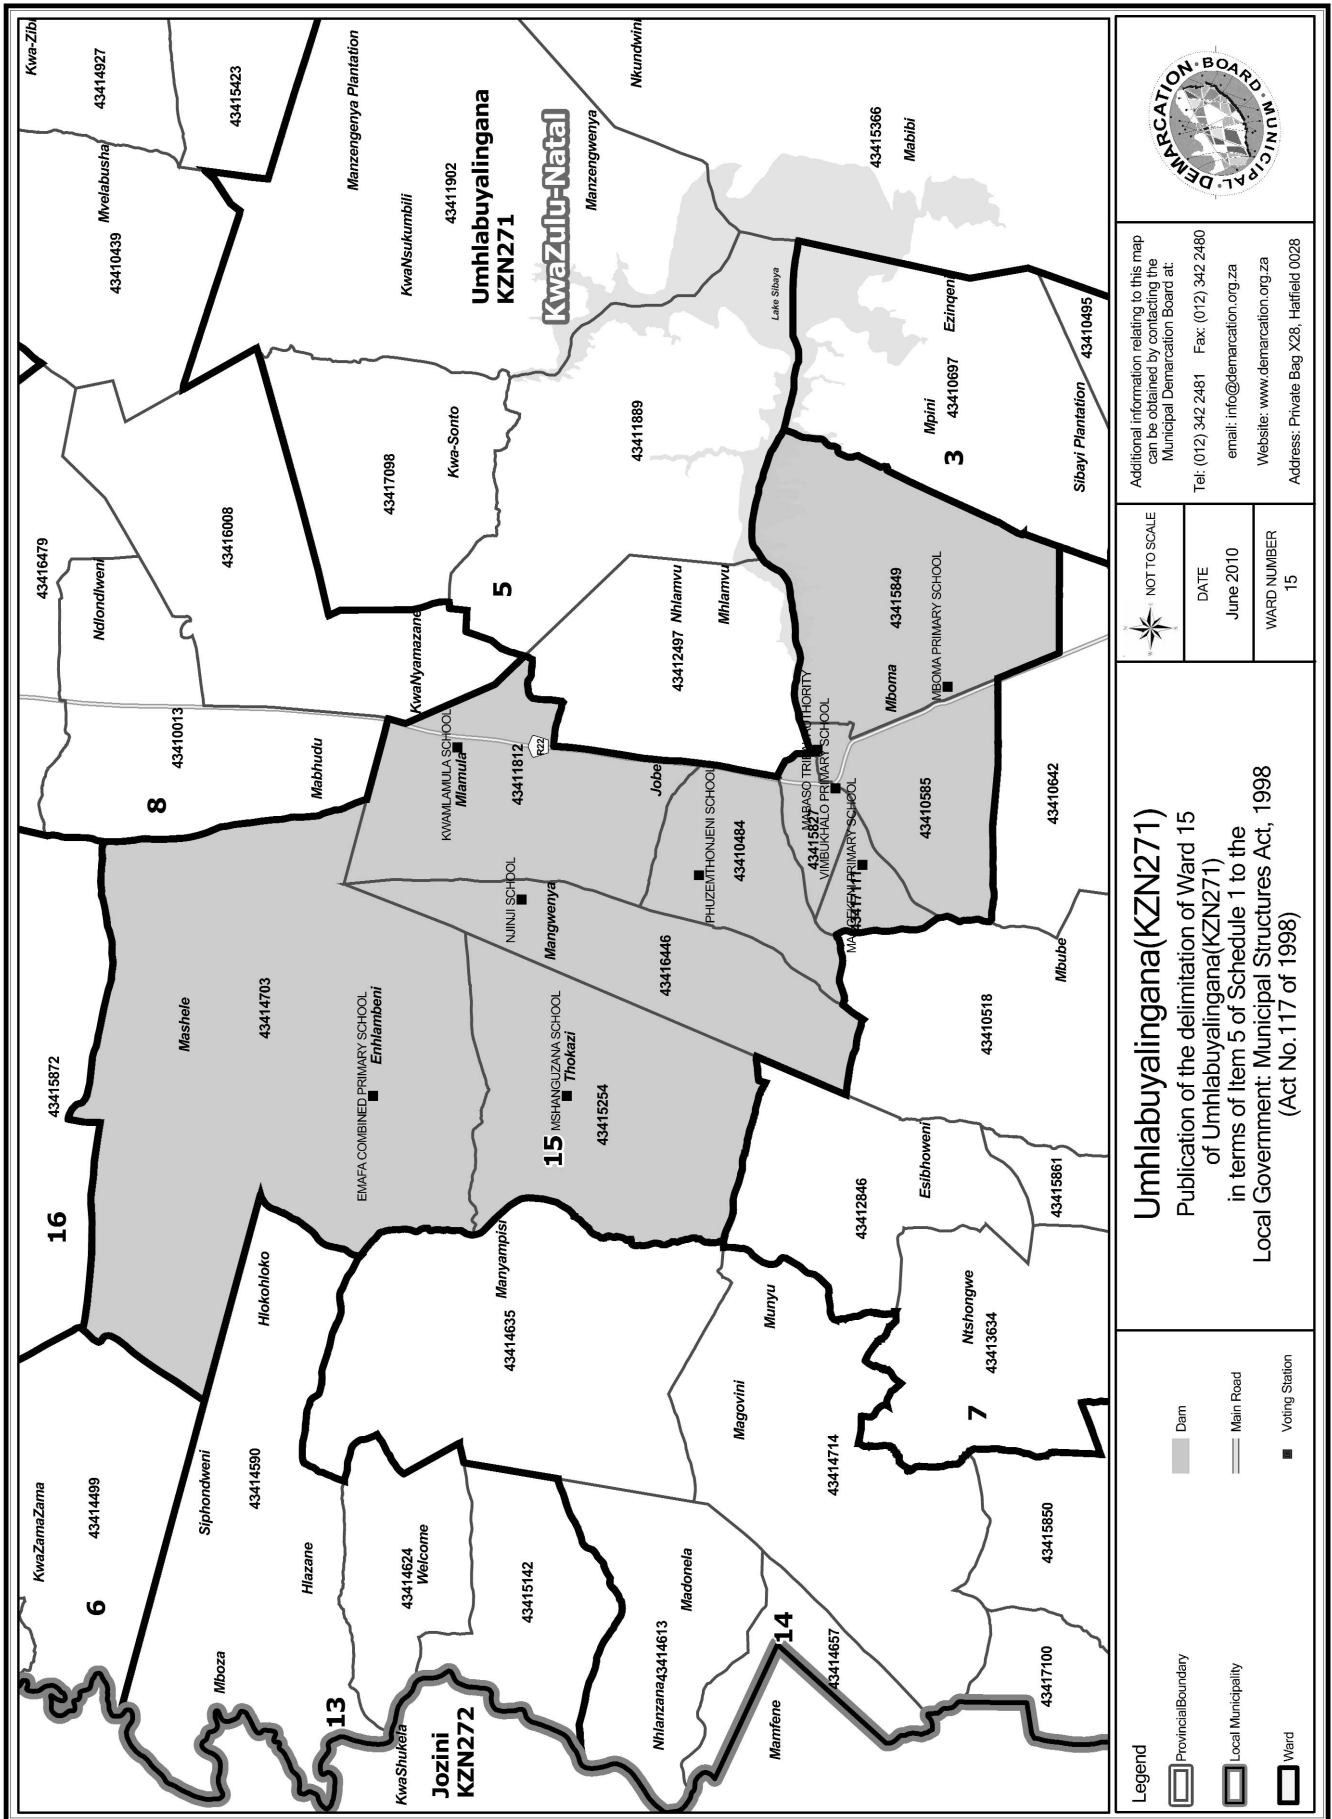 Kwa-Zibi
43414927
43415423
Mvelabusha
43410439
43416479
Ndlondlweni
43416008
8
43410013
Mabhudu
KwaNyamazane
Manzengenya Plantation
KwaNsukumbili
43411902
Umhlabuyalingana
KZN271
KwaZulu-Natal
Manzengwenya
Nkundwini
43415366
Mabibi
Lake Sibaya
43417098
Kwa-Sonto
5
43411889
43412497
Nhlamvu
Mhlamvu
Ezinqeni
Mpini
43410697
3
Sibayi Plantation
43410495
16
43415872
Mashele
43414703
EMAFA COMBINED PRIMARY SCHOOL
Enhlambeni
KWAMLAMULA SCHOOL
Mlamula
43411812
R22
NJINJI SCHOOL
Mangwenya
15
MSHANGUZANA SCHOOL
Thokazi
43415254
43416446
Jobe
PHUZEMTHONJENI SCHOOL
43410484
MABASO TRIBAL AUTHORITY
VIMBUKHALO PRIMARY SCHOOL
PRIMARY SCHOOL
43410585
Mboma
43415849
MBOMA PRIMARY SCHOOL
43410642
43410518
Mbube
6
KwaZamaZama
43414499
Siphondweni
43414590
Hlokohloko
Hlazane
Mboza
13
KwaShukela
Jozini
KZN272
43414624
Welcome
43415142
43414635
Manyampisi
Nhlanzana
43414613
Madonela
14
Mamfene
43414657
Magovini
Munyu
43414714
43412846
Esibhoweni
43415861
Ntshongwe
43413634
7
43415850
43417100
Legend
ProvincialBoundary
Local Municipality
Ward
Dam
Main Road
Voting Station
Umhlabuyalingana(KZN271)
Publication of the delimitation of Ward 15
of Umhlabuyalingana(KZN271)
in terms of Item 5 of Schedule 1 to the
Local Government: Municipal Structures Act, 1998
(Act No.117 of 1998)
NOT TO SCALE
DATE
June 2010
WARD NUMBER
15
Additional information relating to this map
can be obtained by contacting the
Municipal Demarcation Board at:
Tel: (012) 342 2481 Fax: (012) 342 2480
email: info@demarcation.org.za
Website: www.demarcation.org.za
Address: Private Bag X28, Hatfield 0028
MUNICIPAL · DEMARCATION · BOARD